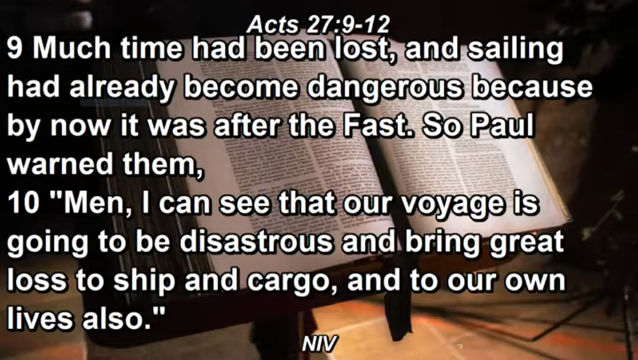 Acts 27:9-12
9 Much time had been lost, and sailing
had already become dangerous because
by now it was after the Fast. So Paul
warned them,
10 "Men, I can see that our voyage is
going to be disastrous and bring great
loss to ship and cargo, and to our own
lives also."
NIV